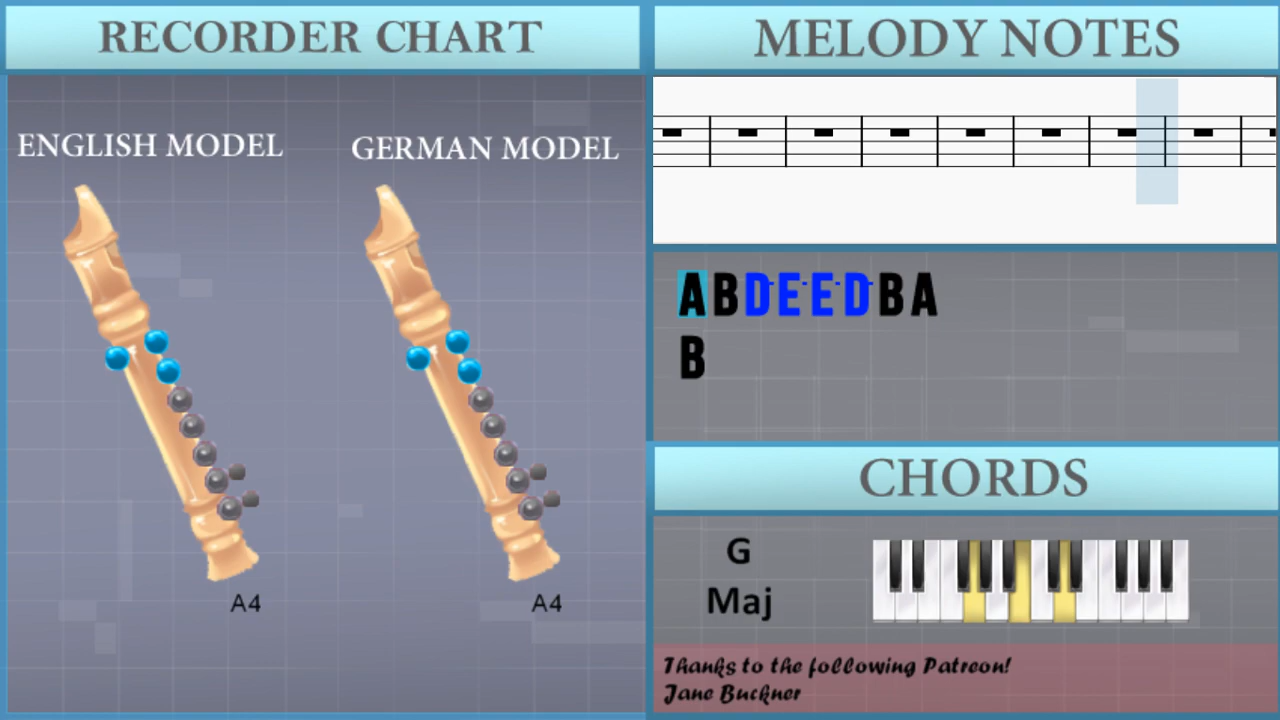 RECORDER CHART
ENGLISH MODEL
GERMAN MODEL
A4
A4
MELODY NOTES
A B D E E D B A
B
CHORDS
G
Maj
Thanks to the following Patreon!
Jane Buckner